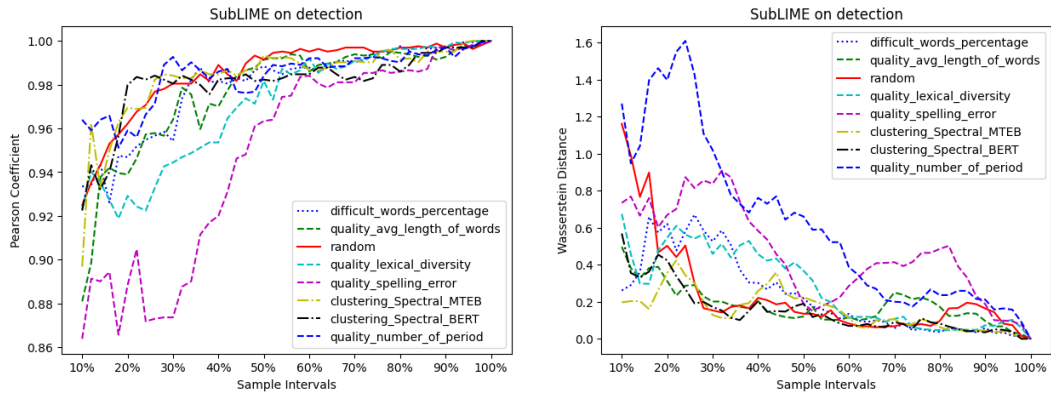 SubLIME on detection
Pearson Coefficient
1.00
0.98
0.96
0.94
0.92
0.90
0.88
0.86
difficult_words_percentage
quality_avg_length_of_words
random
quality_lexical_diversity
quality_spelling_error
clustering_Spectral_MTEB
clustering_Spectral_BERT
quality_number_of_period
10% 20% 30% 40% 50% 60% 70% 80% 90% 100%
Sample Intervals
SubLIME on detection
Wasserstein Distance
1.6
1.4
1.2
1.0
0.8
0.6
0.4
0.2
0.0
difficult_words_percentage
quality_avg_length_of_words
random
quality_lexical_diversity
quality_spelling_error
clustering_Spectral_MTEB
clustering_Spectral_BERT
quality_number_of_period
10% 20% 30% 40% 50% 60% 70% 80% 90% 100%
Sample Intervals